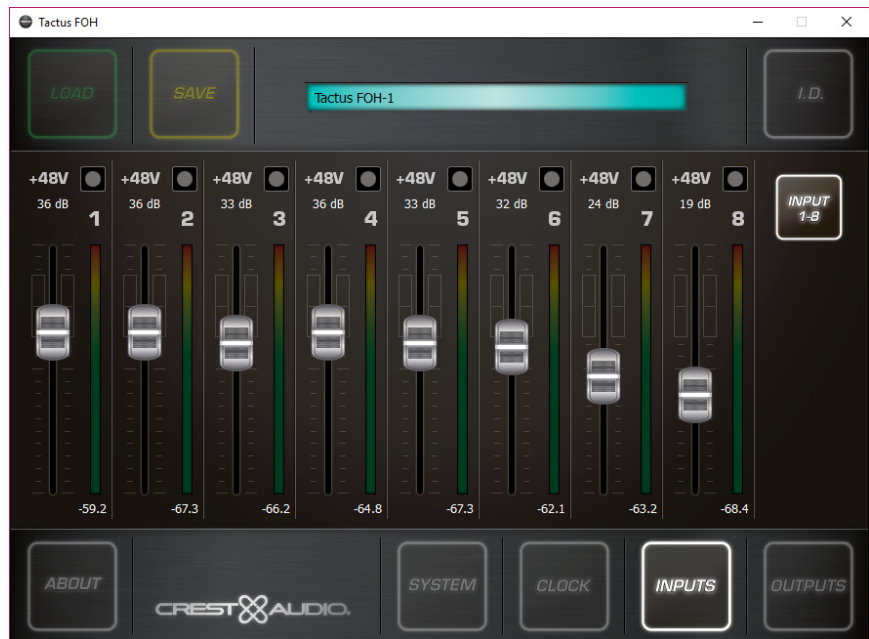 Tactus FOH
LOAD
SAVE
Tactus FOH-1
I.D.
+48V +48V +48V +48V +48V +48V +48V +48V
36 dB 36 dB 33 dB 36 dB 33 dB 32 dB 24 dB 19 dB
1 2 3 4 5 6 7 8
INPUT
1-8
-59.2 -67.3 -66.2 -64.8 -67.3 -62.1 -63.2 -68.4
ABOUT
CREST AUDIO.
SYSTEM
CLOCK
INPUTS
OUTPUTS